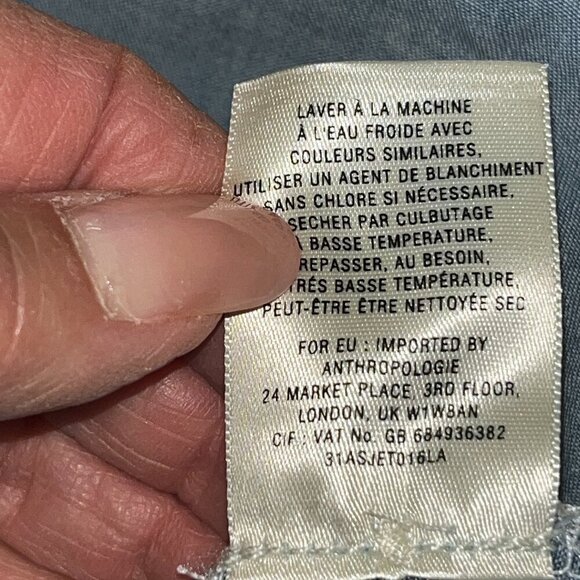 LAVER À LA MACHINE
À L'EAU FROIDE AVEC
COULEURS SIMILAIRES,
UTILISER UN AGENT DE BLANCHIMENT
SANS CHLORE SI NÉCESSAIRE,
SECHER PAR CULBUTAGE
À BASSE TEMPERATURE,
REPASSER, AU BESOIN,
TRÉS BASSE TEMPÉRATURE,
PEUT-ÊTRE ÊTRE NETTOYÉE SEC
FOR EU : IMPORTED BY
ANTHROPOLOGIE
24 MARKET PLACE, 3RD FLOOR,
LONDON, UK W1W8AN
CIF : VAT No. GB 684936382
31ASJET016LA